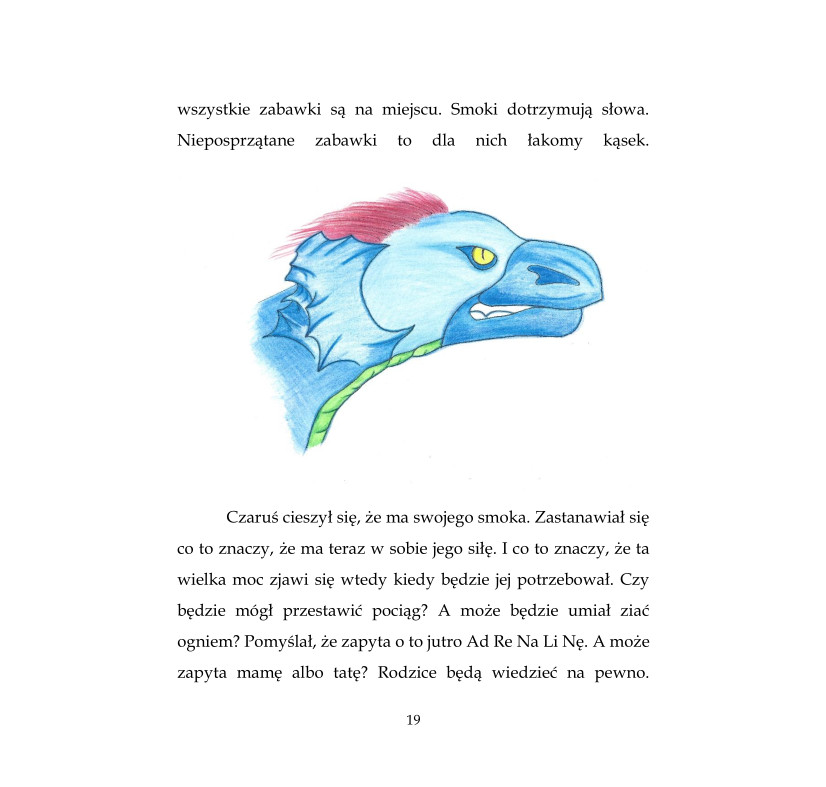 wszystkie zabawki są na miejscu. Smoki dotrzymują słowa.
Nieposprzątane zabawki to dla nich łakomy kąsek.
Czaruś cieszył się, że ma swojego smoka. Zastanawiał się
co to znaczy, że ma teraz w sobie jego siłę. I co to znaczy, że ta
wielka moc zjawi się wtedy kiedy będzie jej potrzebował. Czy
będzie mógł przestawić pociąg? A może będzie umiał ziać
ogniem? Pomyślał, że zapyta o to jutro Ad Re Na Li Nę. A może
zapyta mamę albo tatę? Rodzice będą wiedzieć na pewno.
19